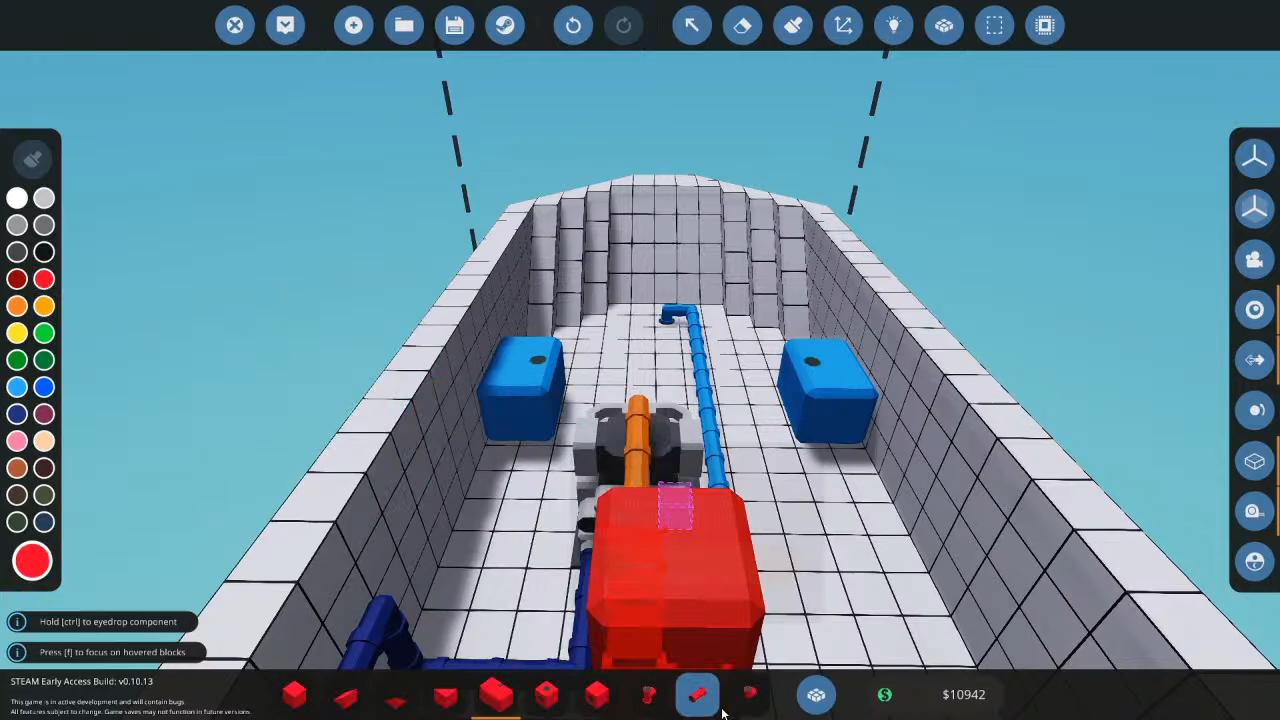 Hold [ctrl] to eyedrop component
Press [f] to focus on hovered blocks
STEAM Early Access Build: v0.10.13
This game is in active development and will contain bugs.
All features subject to change. Game saves may not function in future versions.
$10942